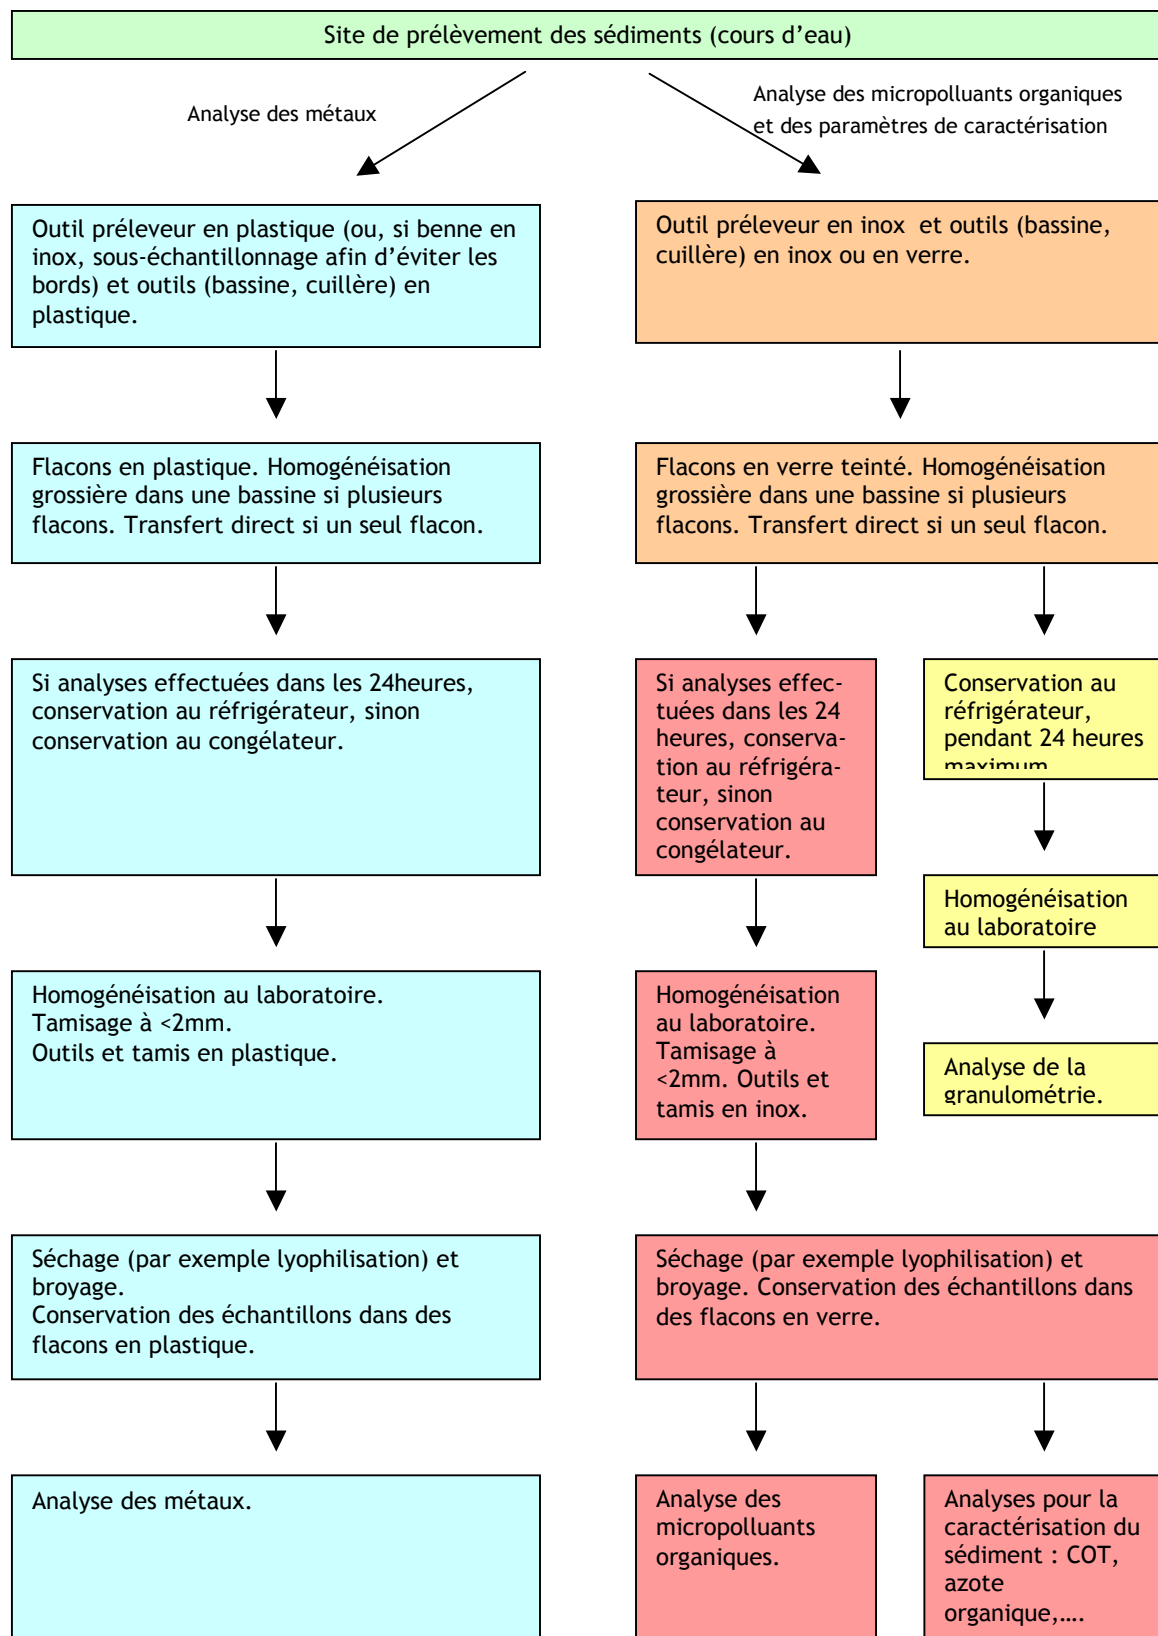 Site de prélèvement des sédiments (cours d’eau)
Analyse des métaux
Analyse des micropolluants organiques
et des paramètres de caractérisation
Outil préleveur en plastique (ou, si benne en
inox, sous-échantillonnage afin d’éviter les
bords) et outils (bassine, cuillère) en
plastique.
Outil préleveur en inox et outils (bassine,
cuillère) en inox ou en verre.
Flacons en plastique. Homogénéisation
grossière dans une bassine si plusieurs
flacons. Transfert direct si un seul flacon.
Flacons en verre teinté. Homogénéisation
grossière dans une bassine si plusieurs
flacons. Transfert direct si un seul flacon.
Si analyses effectuées dans les 24heures,
conservation au réfrigérateur, sinon
conservation au congélateur.
Si analyses effec-
tuées dans les 24
heures, conserva-
tion au réfrigéra-
teur, sinon
conservation au
congélateur.
Conservation au
réfrigérateur,
pendant 24 heures
maximum
Homogénéisation
au laboratoire
Homogénéisation au laboratoire.
Tamisage à <2mm.
Outils et tamis en plastique.
Homogénéisation
au laboratoire.
Tamisage à
<2mm. Outils et
tamis en inox.
Analyse de la
granulométrie.
Séchage (par exemple lyophilisation) et
broyage.
Conservation des échantillons dans des
flacons en plastique.
Séchage (par exemple lyophilisation) et
broyage. Conservation des échantillons dans
des flacons en verre.
Analyse des métaux.
Analyse des
micropolluants
organiques.
Analyses pour la
caractérisation du
sédiment : COT,
azote
organique,….